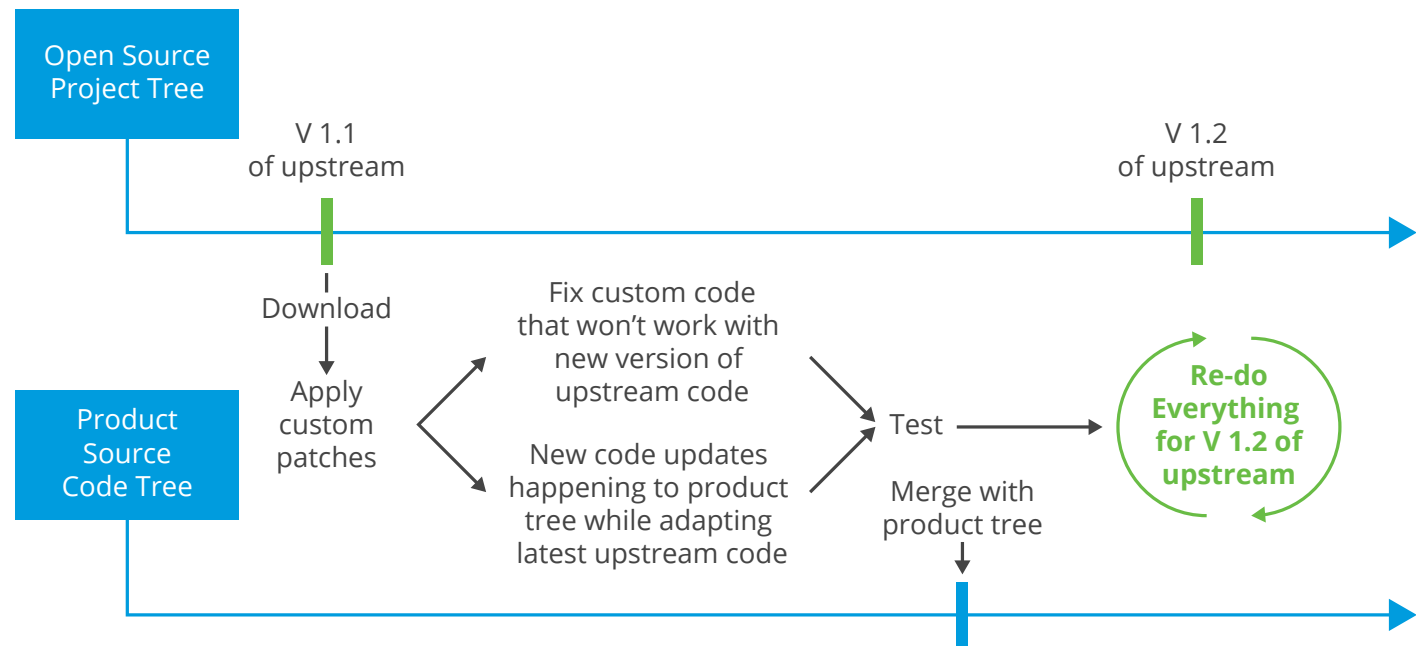 Open Source
Project Tree
V 1.1
of upstream
V 1.2
of upstream
Download
Apply
custom
patches
Fix custom code
that won’t work with
new version of
upstream code
New code updates
happening to product
tree while adapting
latest upstream code
Test
Merge with
product tree
Re-do
Everything
for V 1.2 of
upstream
Product
Source
Code Tree